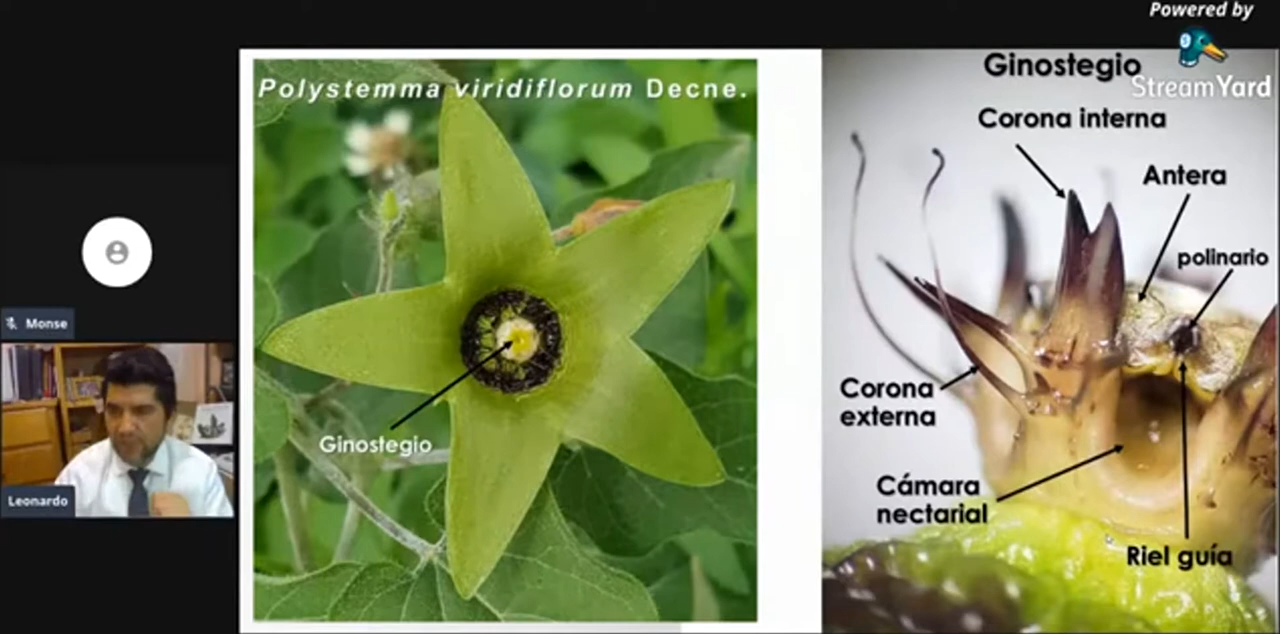 Powered by
StreamYard
Polystemma viridiflorum Decne.
Ginostegio
Ginostegio
Corona interna
Antera
polinario
Corona
externa
Cámara
nectarial
Riel guía
Monse
Leonardo